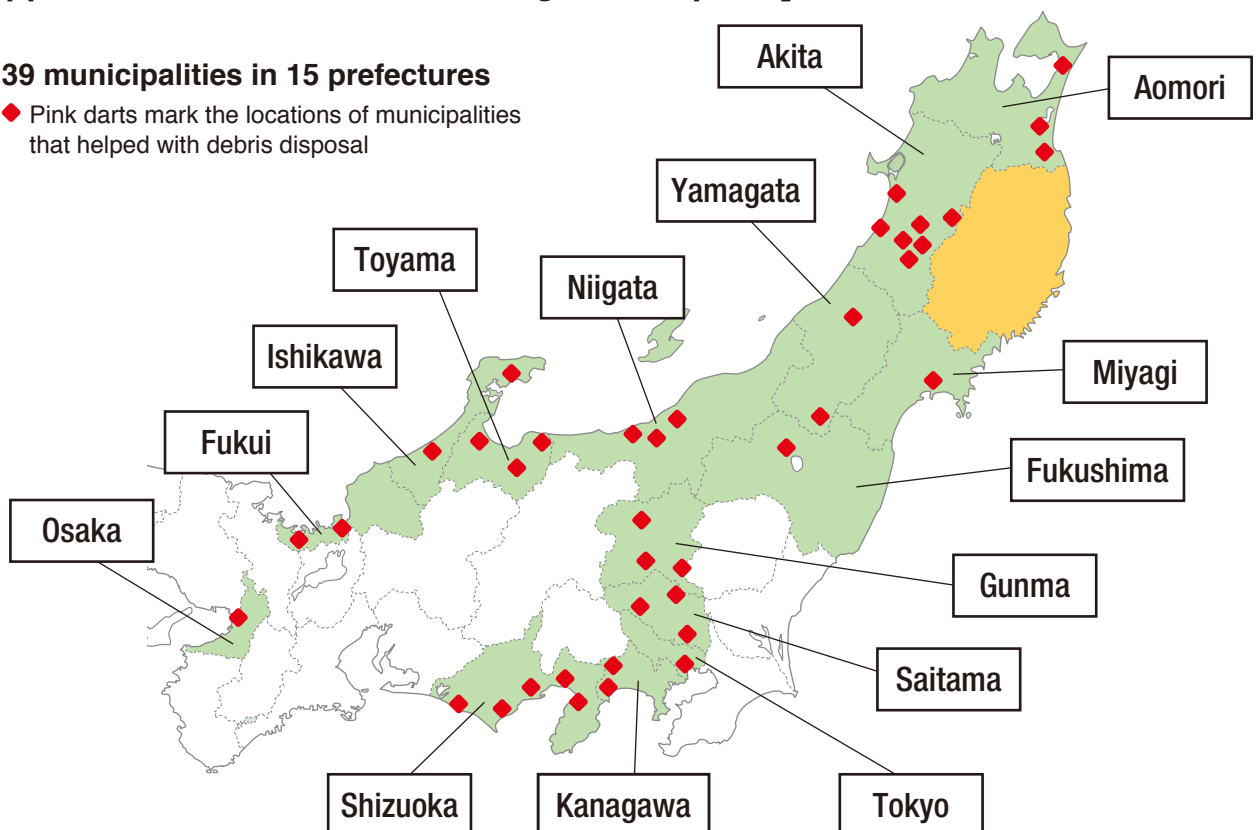 39 municipalities in 15 prefectures
Pink darts mark the locations of municipalities
that helped with debris disposal
Akita
Aomori
Yamagata
Toyama
Niigata
Ishikawa
Miyagi
Fukui
Fukushima
Osaka
Gunma
Saitama
Shizuoka
Kanagawa
Tokyo